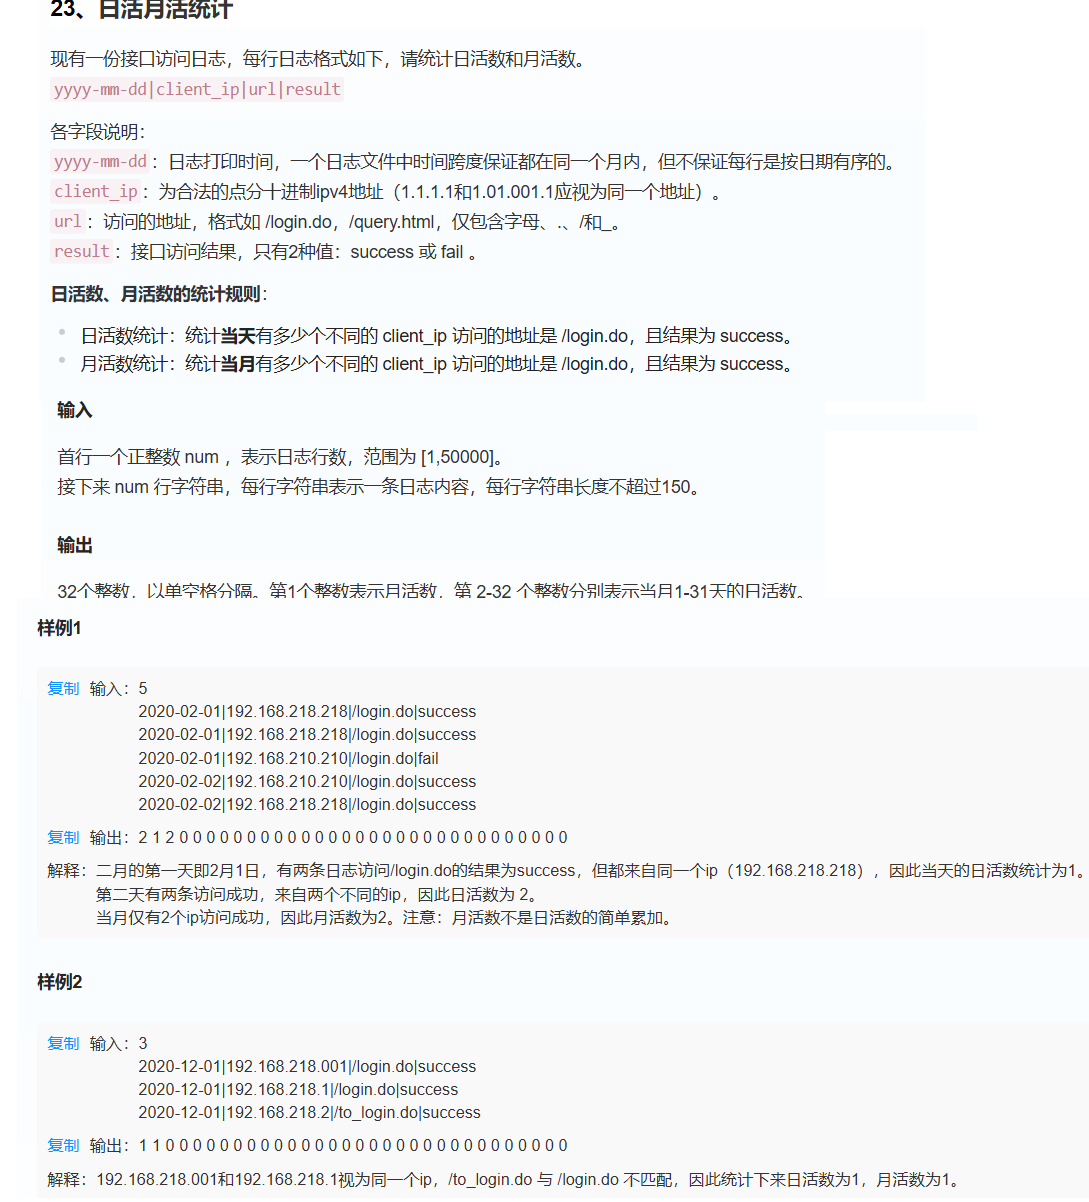 23、日活月活统计
现有一份接口访问日志，每行日志格式如下，请统计日活数和月活数。
yyyy-mm-dd|client_ip|url|result
各字段说明：
yyyy-mm-dd：日志打印时间，一个日志文件中时间跨度保证都在同一个月内，但不保证每行是按日期有序的。
client_ip：为合法的点分十进制ipv4地址（1.1.1.1和1.01.001.1应视为同一个地址）。
url：访问的地址，格式如 /login.do，/query.html，仅包含字母、.、/和_。
result：接口访问结果，只有2种值：success 或 fail 。
日活数、月活数的统计规则：
• 日活数统计：统计当天有多少个不同的 client_ip 访问的地址是 /login.do，且结果为 success。
• 月活数统计：统计当月有多少个不同的 client_ip 访问的地址是 /login.do，且结果为 success。
输入
首行一个正整数 num ，表示日志行数，范围为 [1,50000]。
接下来 num 行字符串，每行字符串表示一条日志内容，每行字符串长度不超过150。
输出
32个整数，以单空格分隔。第1个整数表示月活数，第 2-32 个整数分别表示当月1-31天的日活数。
样例1
复制 输入：5
2020-02-01|192.168.218.218|/login.do|success
2020-02-01|192.168.218.218|/login.do|success
2020-02-01|192.168.210.210|/login.do|fail
2020-02-02|192.168.210.210|/login.do|success
2020-02-02|192.168.218.218|/login.do|success
复制 输出：2 1 2 0 0 0 0 0 0 0 0 0 0 0 0 0 0 0 0 0 0 0 0 0 0 0 0 0 0 0 0 0
解释：二月的第一天即2月1日，有两条日志访问/login.do的结果为success，但都来自同一个ip（192.168.218.218），因此当天的日活数统计为1。
第二天有两条访问成功，来自两个不同的ip，因此日活数为 2。
当月仅有2个ip访问成功，因此月活数为2。注意：月活数不是日活数的简单累加。
样例2
复制 输入：3
2020-12-01|192.168.218.001|/login.do|success
2020-12-01|192.168.218.1|/login.do|success
2020-12-01|192.168.218.2|/to_login.do|success
复制 输出：1 1 0 0 0 0 0 0 0 0 0 0 0 0 0 0 0 0 0 0 0 0 0 0 0 0 0 0 0 0 0 0
解释：192.168.218.001和192.168.218.1视为同一个ip，/to_login.do 与 /login.do 不匹配，因此统计下来日活数为1，月活数为1。